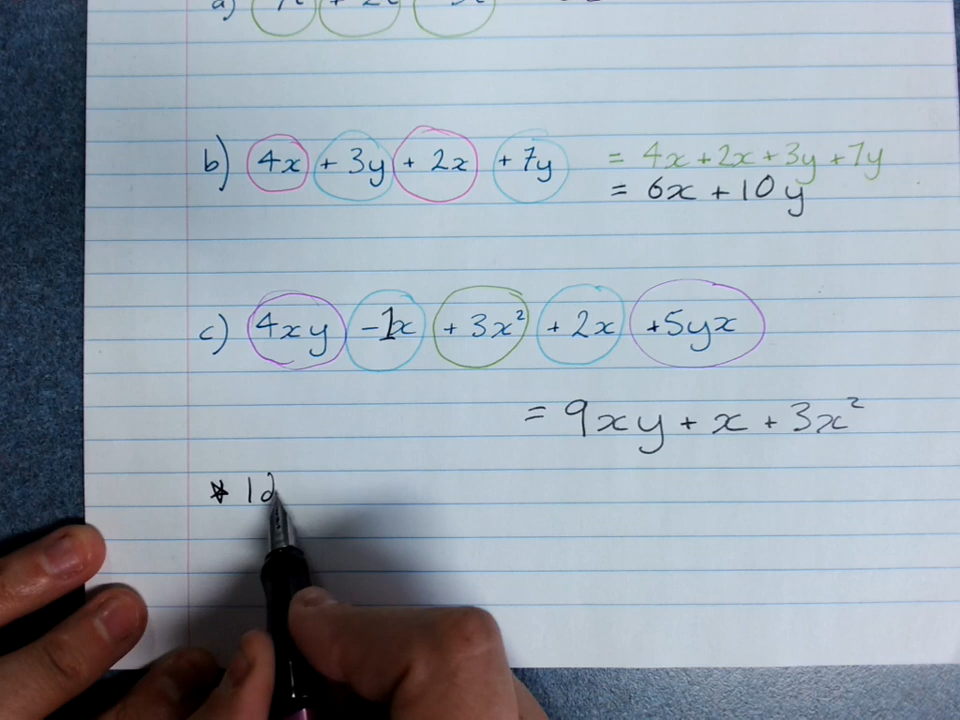 a)
b) 4x + 3y + 2x + 7y = 4x + 2x + 3y + 7y
= 6x + 10y
c) 4xy - 1x + 3x² + 2x + 5yx
= 9xy + x + 3x²
* 1